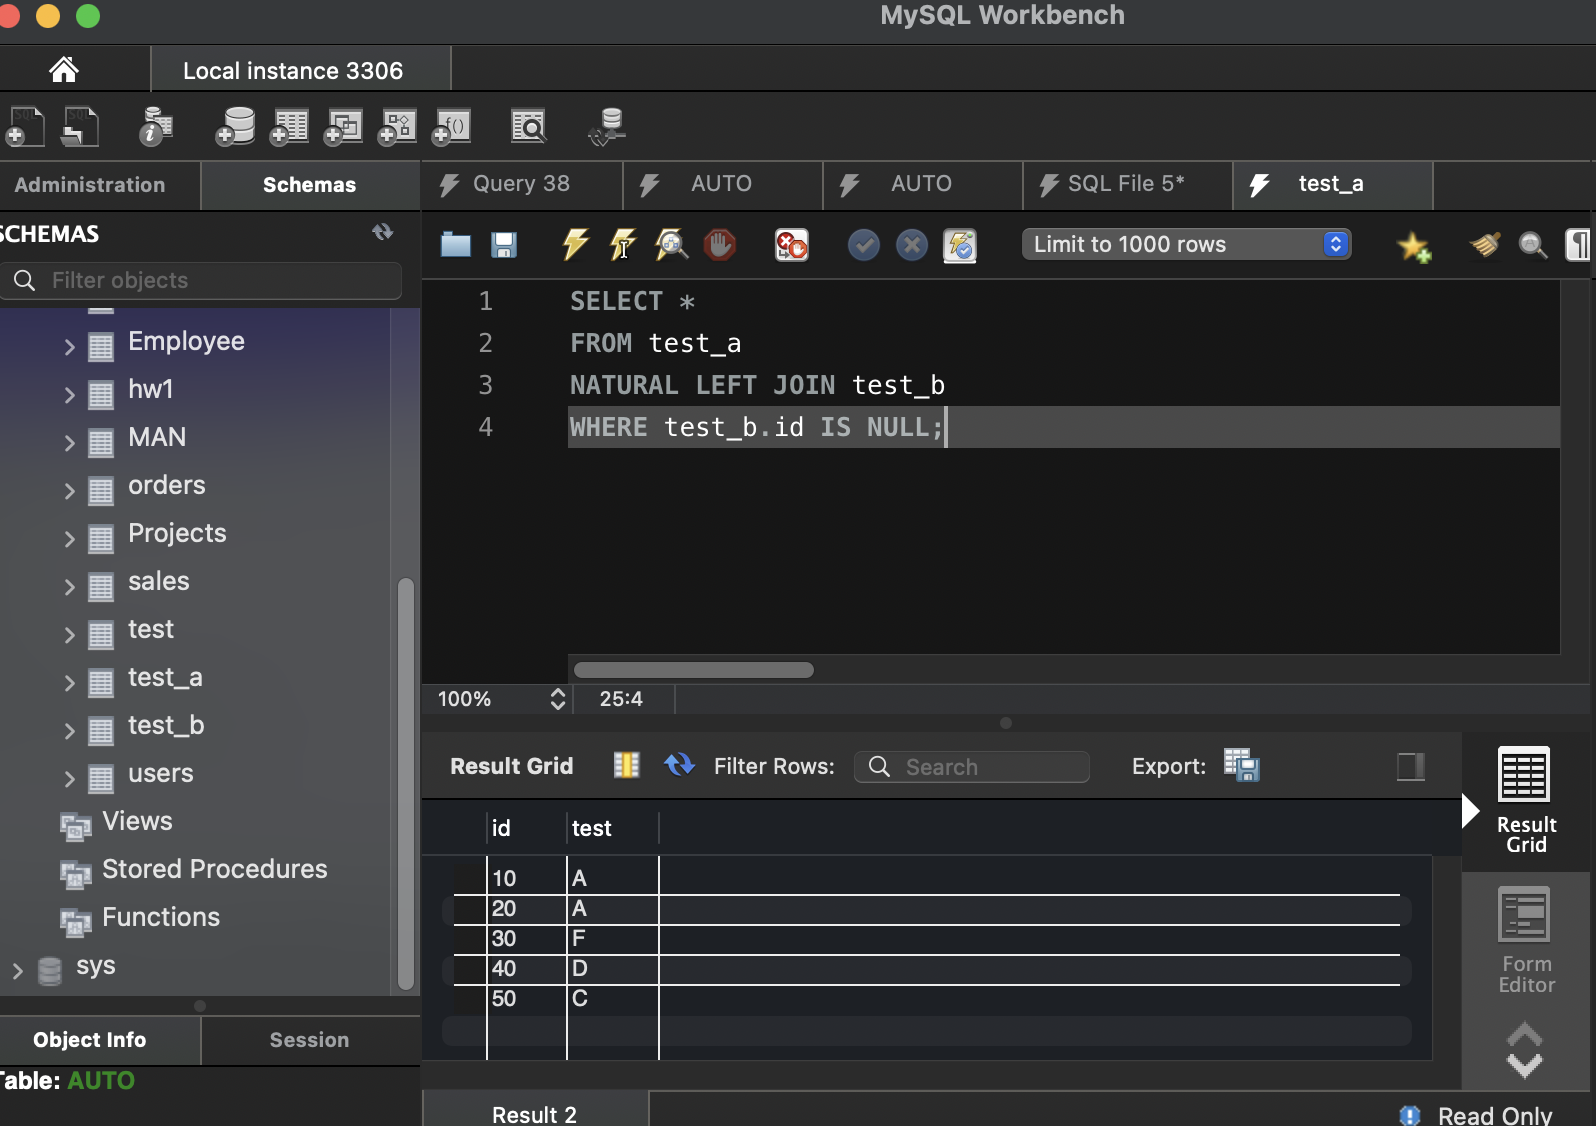 MySQL Workbench
Local instance 3306
Administration
Schemas
Query 38
AUTO
AUTO
SQL File 5*
test_a
SCHEMAS
Filter objects
Limit to 1000 rows
Employee
hw1
MAN
orders
Projects
sales
test
test_a
test_b
users
Views
Stored Procedures
Functions
sys
1 SELECT *
2 FROM test_a
3 NATURAL LEFT JOIN test_b
4 WHERE test_b.id IS NULL;
100%
25:4
Result Grid
Filter Rows:
Search
Export:
id test
10 A
20 A
30 F
40 D
50 C
Result
Grid
Form
Editor
Object Info
Session
Table: AUTO
Result 2
Read Only